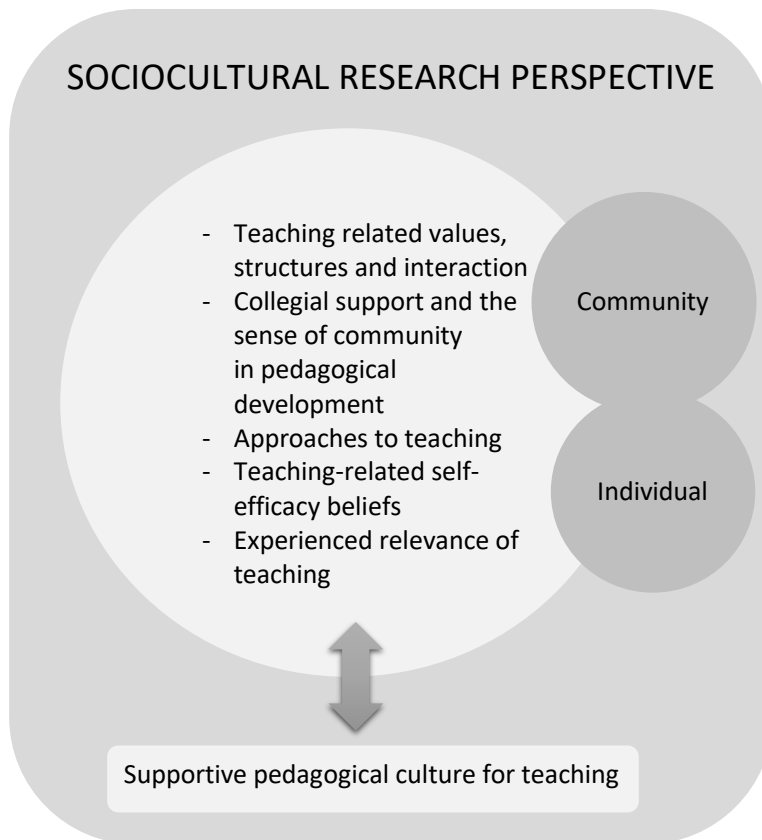 SOCIOCULTURAL RESEARCH PERSPECTIVE
- Teaching related values,
structures and interaction
- Collegial support and the
sense of community
in pedagogical
development
- Approaches to teaching
- Teaching-related self-
efficacy beliefs
- Experienced relevance of
teaching
Community
Individual
Supportive pedagogical culture for teaching